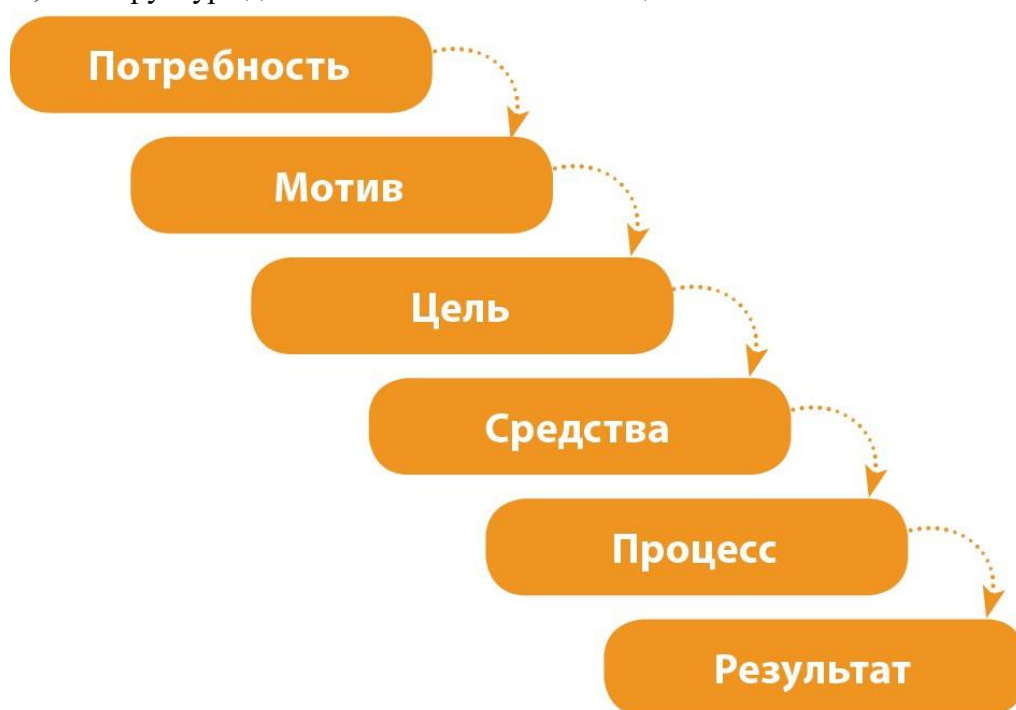 Потребность
Мотив
Цель
Средства
Процесс
Результат